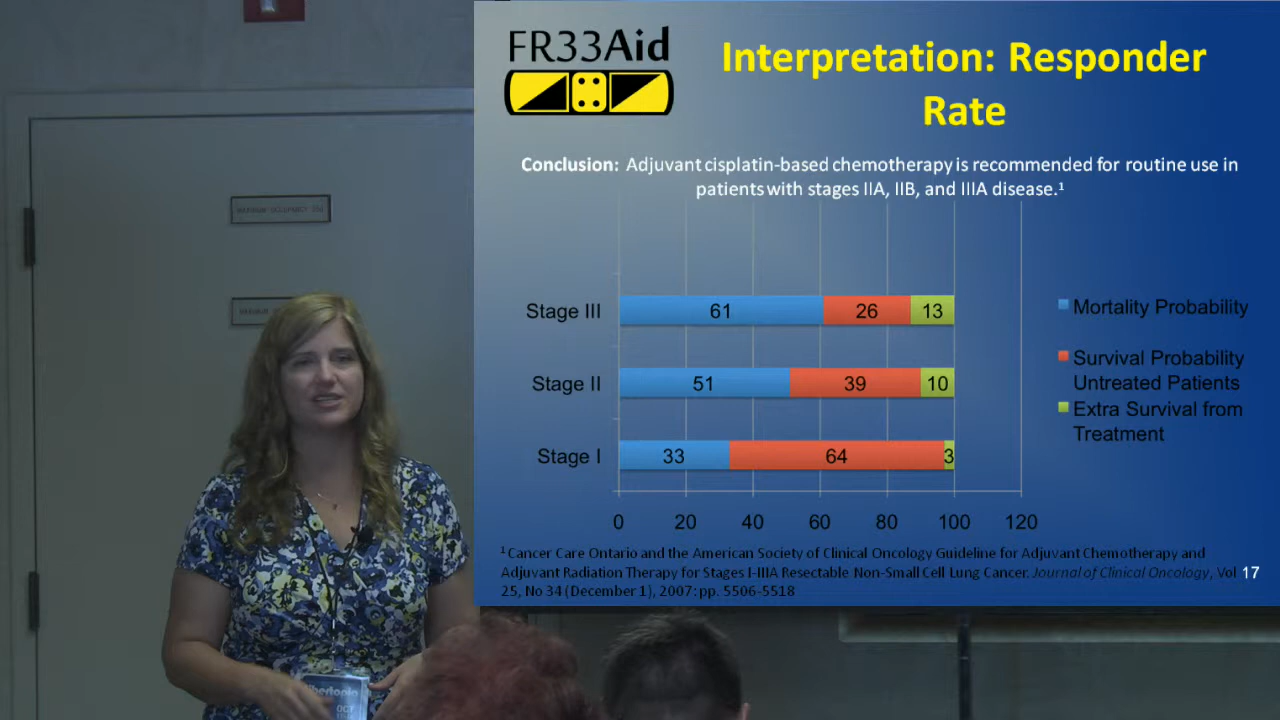 FR33Aid
Interpretation: Responder
Rate
Conclusion: Adjuvant cisplatin-based chemotherapy is recommended for routine use in
patients with stages IIA, IIB, and IIIA disease.¹
Stage III
61
26
13
Stage II
51
39
10
Stage I
33
64
3
0 20 40 60 80 100 120
Mortality Probability
Survival Probability
Untreated Patients
Extra Survival from
Treatment
¹ Cancer Care Ontario and the American Society of Clinical Oncology Guideline for Adjuvant Chemotherapy and
Adjuvant Radiation Therapy for Stages I-IIIA Resectable Non-Small Cell Lung Cancer. Journal of Clinical Oncology, Vol
25, No 34 (December 1), 2007: pp. 5506-5518
17
MAXIMUM OCCUPANCY
libertopia
OCT